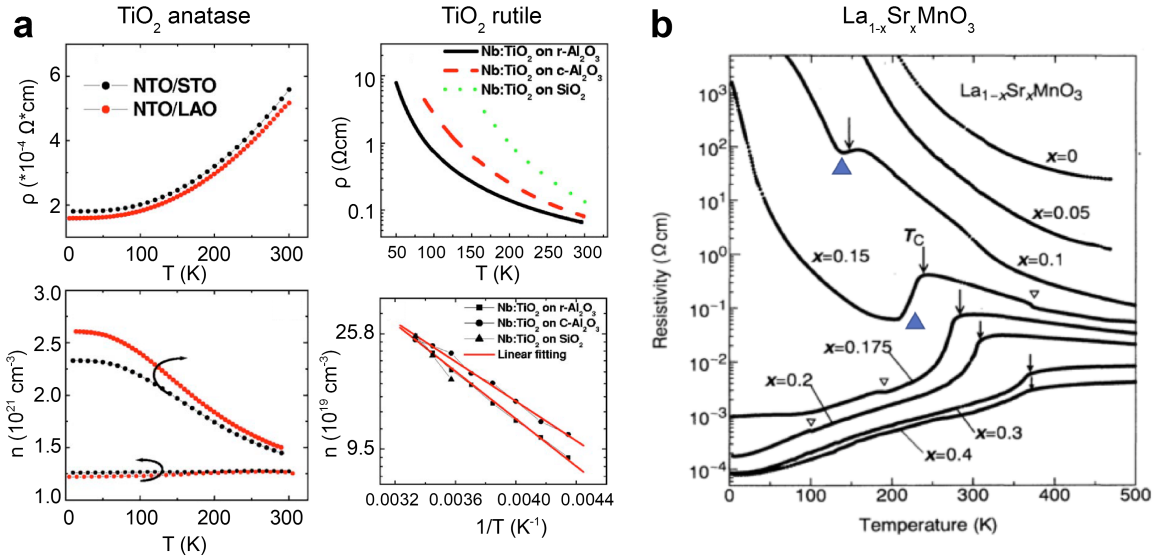 TiO2 anatase
TiO2 rutile
La1-xSrxMnO3
a
b
6
4
2
ρ (*10-4 Ω*cm)
NTO/STO
NTO/LAO
0
100
200
300
T (K)
10
1
0.1
ρ (Ωcm)
Nb:TiO2 on r-Al2O3
Nb:TiO2 on c-Al2O3
Nb:TiO2 on SiO2
50
100
150
200
250
300
T (K)
3.0
2.5
2.0
1.5
1.0
n (1021 cm-3)
0
100
200
300
T (K)
25.8
9.5
n (1019 cm-3)
Nb:TiO2 on r-Al2O3
Nb:TiO2 on C-Al2O3
Nb:TiO2 on SiO2
Linear fitting
0.0032
0.0036
0.0040
0.0044
1/T (K-1)
103
102
101
100
10-1
10-2
10-3
10-4
Resistivity (Ωcm)
La1-xSrxMnO3
x=0
x=0.05
x=0.1
x=0.15
TC
x=0.175
x=0.2
x=0.3
x=0.4
0
100
200
300
400
500
Temperature (K)